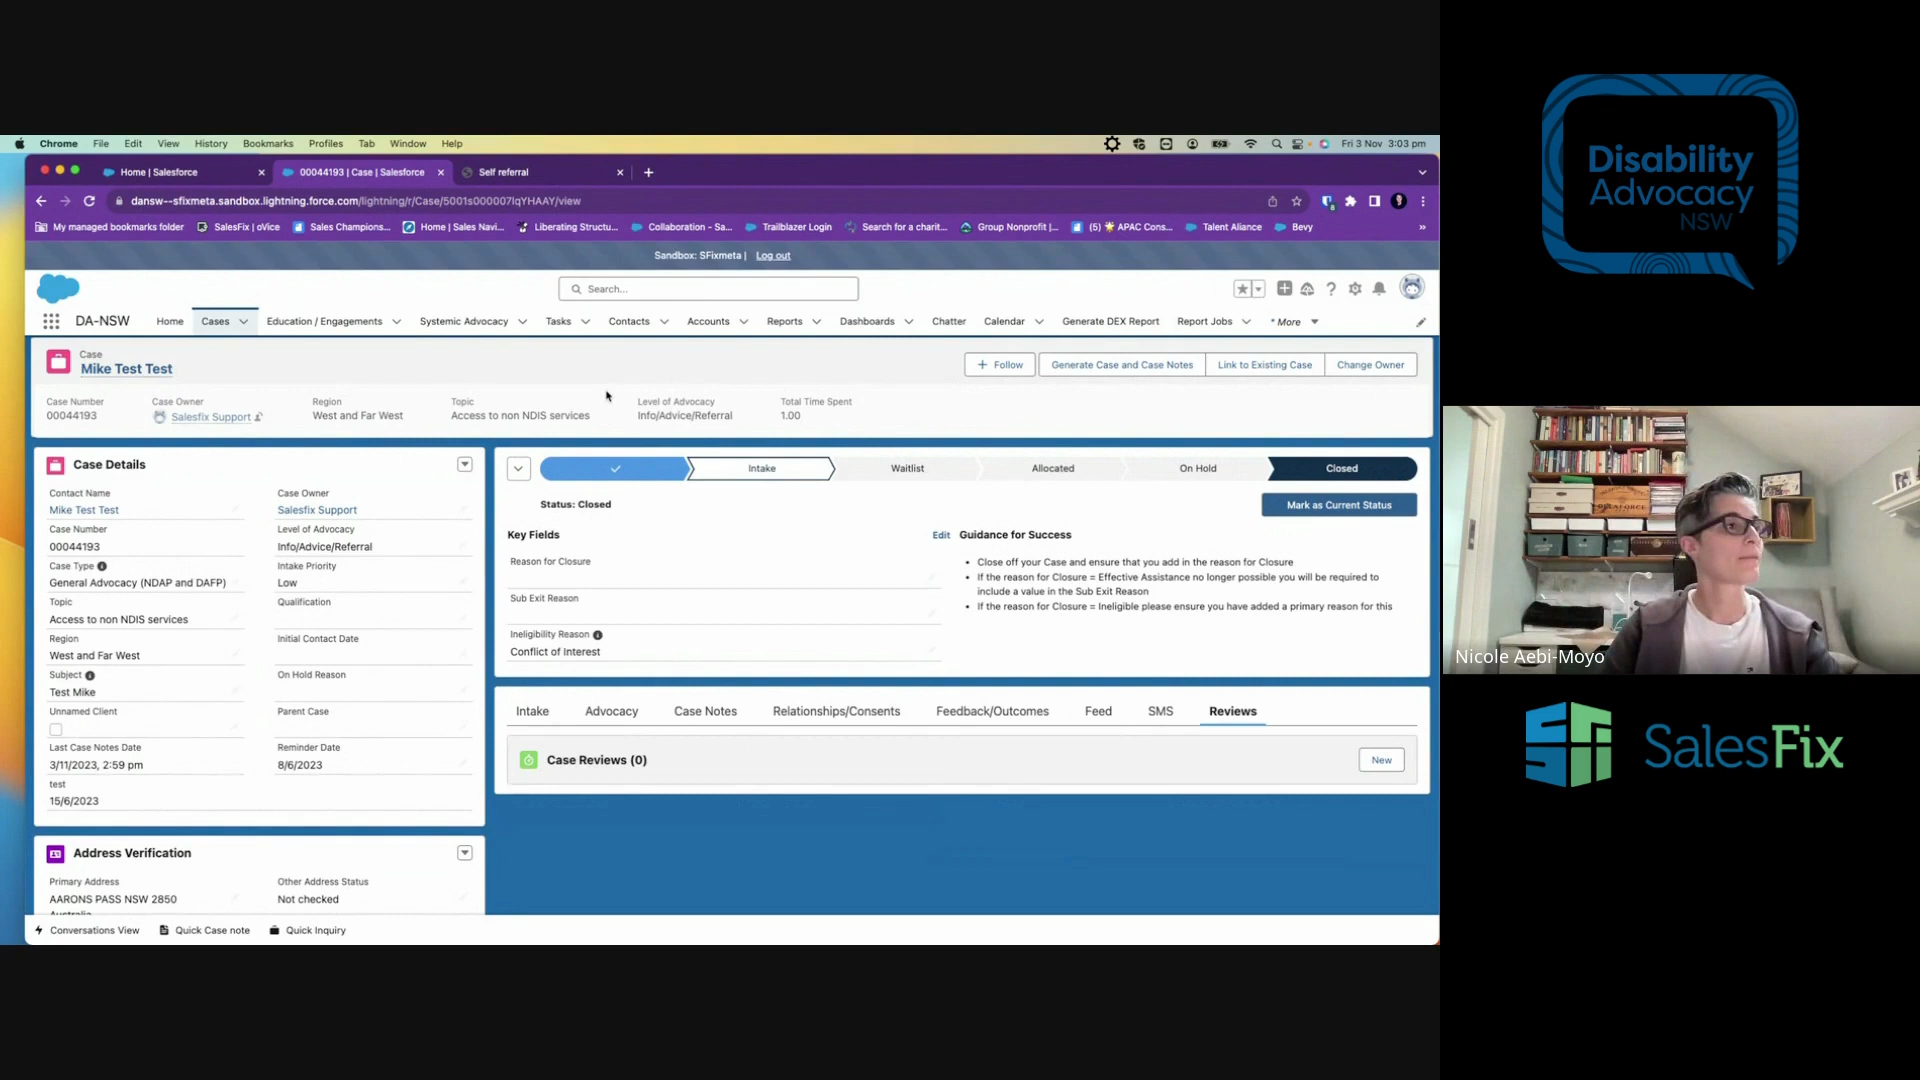 Chrome File Edit View History Bookmarks Profiles Tab Window Help Fri 3 Nov 3:03 pm
Home | Salesforce 00044193 | Case | Salesforce Self referral
dansw--sfixmeta.sandbox.lightning.force.com/lightning/r/Case/5001s000007IqYHAAY/view
My managed bookmarks folder SalesFix | oVice Sales Champions... Home | Sales Navi... Liberating Structu... Collaboration - Sa... Trailblazer Login Search for a charit... Group Nonprofit |... (5) APAC Cons... Talent Alliance Bevy »
Sandbox: SFixmeta | Log out
Search...
DA-NSW Home Cases Education / Engagements Systemic Advocacy Tasks Contacts Accounts Reports Dashboards Chatter Calendar Generate DEX Report Report Jobs * More
Case
Mike Test Test
+ Follow Generate Case and Case Notes Link to Existing Case Change Owner
Case Number Case Owner Region Topic Level of Advocacy Total Time Spent
00044193 Salesfix Support West and Far West Access to non NDIS services Info/Advice/Referral 1.00
Case Details
Contact Name Case Owner
Mike Test Test Salesfix Support
Case Number Level of Advocacy
00044193 Info/Advice/Referral
Case Type Intake Priority
General Advocacy (NDAP and DAFP) Low
Topic Qualification
Access to non NDIS services
Region Initial Contact Date
West and Far West
Subject On Hold Reason
Test Mike
Unnamed Client Parent Case
Last Case Notes Date Reminder Date
3/11/2023, 2:59 pm 8/6/2023
test
15/6/2023
Address Verification
Primary Address Other Address Status
AARONS PASS NSW 2850 Not checked
Australia
Intake Waitlist Allocated On Hold Closed
Status: Closed Mark as Current Status
Key Fields Edit Guidance for Success
Reason for Closure
Sub Exit Reason
Ineligibility Reason
Conflict of Interest
• Close off your Case and ensure that you add in the reason for Closure
• If the reason for Closure = Effective Assistance no longer possible you will be required to
include a value in the Sub Exit Reason
• If the reason for Closure = Ineligible please ensure you have added a primary reason for this
Intake Advocacy Case Notes Relationships/Consents Feedback/Outcomes Feed SMS Reviews
Case Reviews (0) New
Conversations View Quick Case note Quick Inquiry
Disability
Advocacy
NSW
Nicole Aebi-Moyo
SalesFix